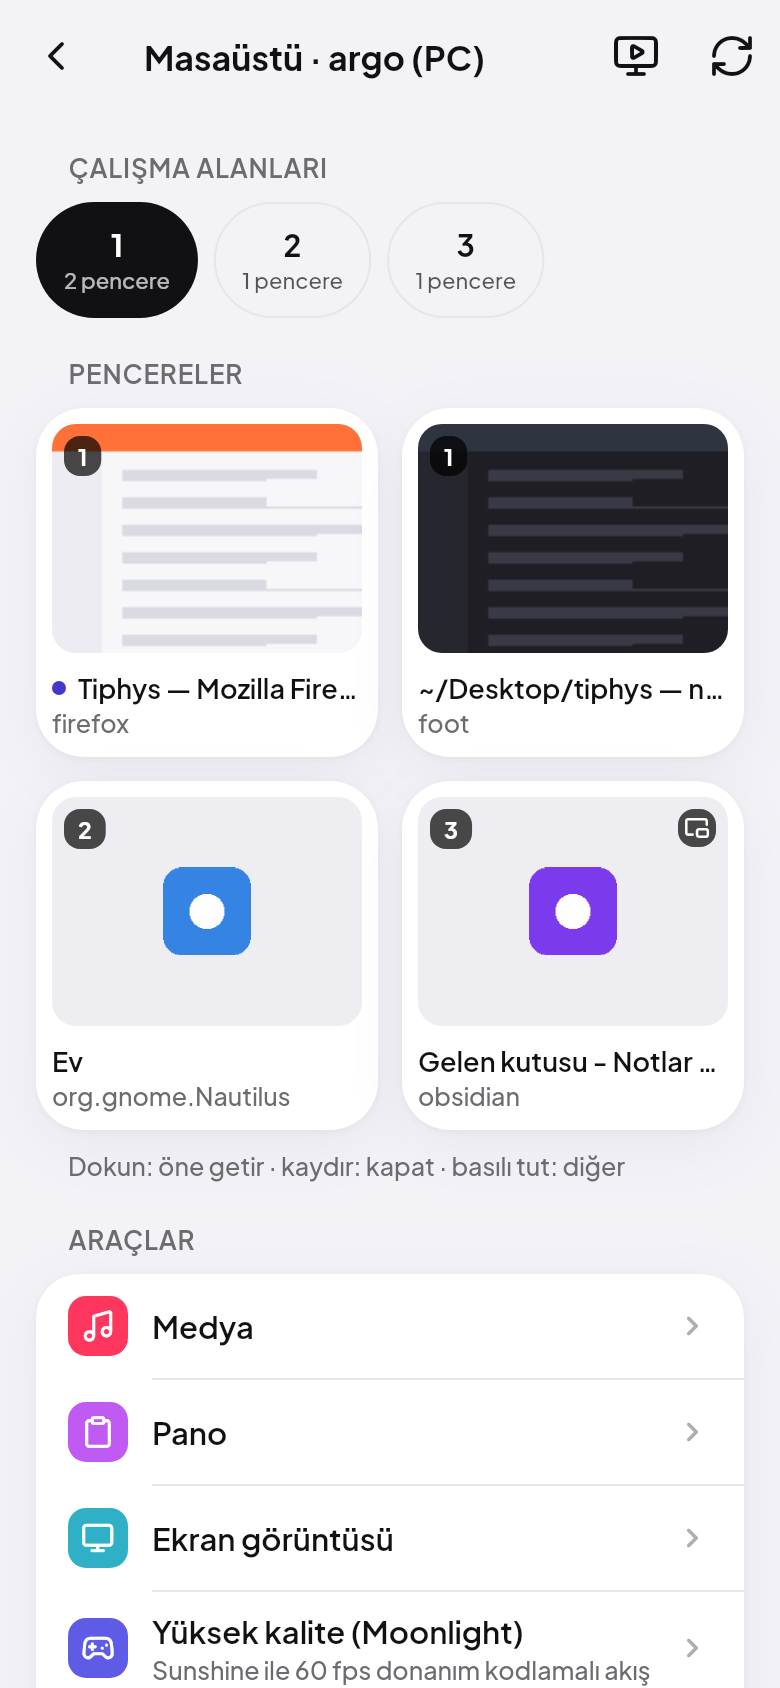 Masaüstü · argo (PC)
ÇALIŞMA ALANLARI
1
2 pencere
2
1 pencere
3
1 pencere
PENCERELER
1
Tiphys — Mozilla Fire…
firefox
1
~/Desktop/tiphys — n…
foot
2
Ev
org.gnome.Nautilus
3
Gelen kutusu - Notlar …
obsidian
Dokun: öne getir · kaydır: kapat · basılı tut: diğer
ARAÇLAR
Medya
Pano
Ekran görüntüsü
Yüksek kalite (Moonlight)
Sunshine ile 60 fps donanım kodlamalı akış